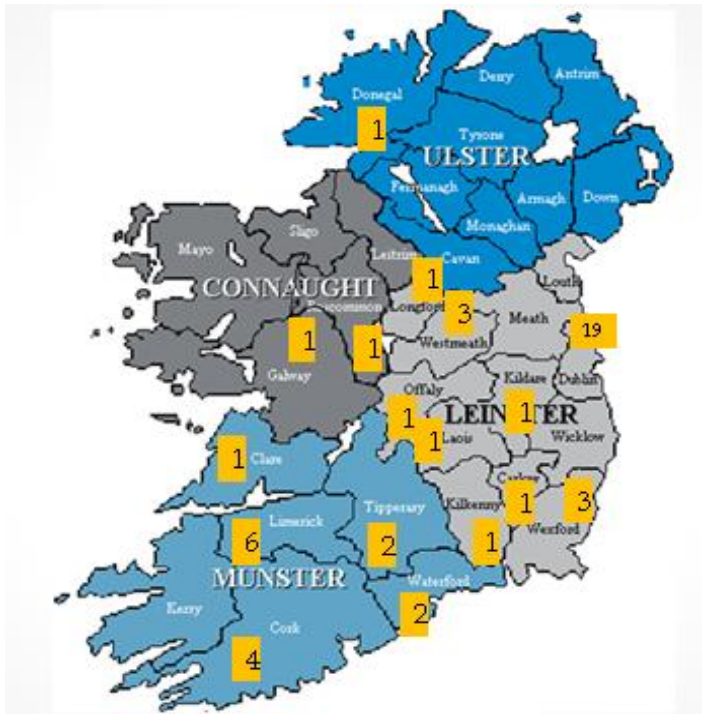 Derry
Antrim
Donegal
1
Tyrone
ULSTER
Fermanagh
Armagh
Down
Monaghan
Sligo
Mayo
Leitrim
Cavan
CONNAUGHT
1
Louth
Roscommon
Longford
3
Meath
1
19
Westmeath
1
Galway
Kildare
Dublin
Offaly
1
LEINSTER
1
1
Laois
Wicklow
Clare
1
Carlow
Tipperary
Kilkenny
1
3
Limerick
Wexford
6
2
1
MUNSTER
Waterford
Kerry
2
Cork
4